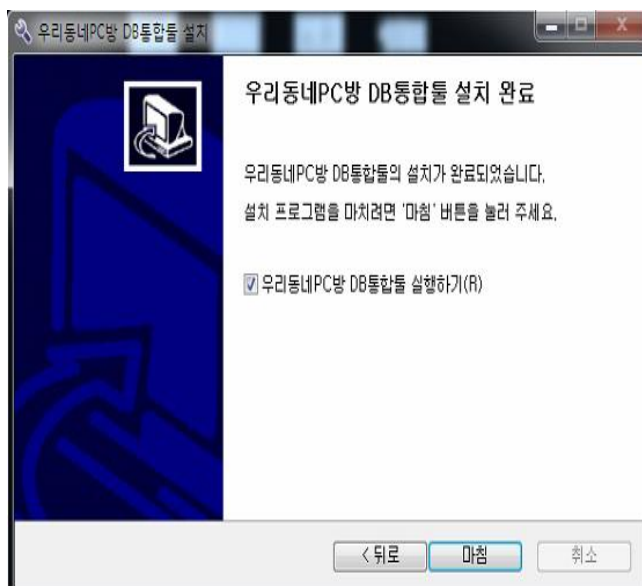 우리동네PC방 DB통합툴 설치
우리동네PC방 DB통합툴 설치 완료
우리동네PC방 DB통합툴의 설치가 완료되었습니다.
설치 프로그램을 마치려면 '마침' 버튼을 눌러 주세요.
우리동네PC방 DB통합툴 실행하기(R)
< 뒤로
마침
취소